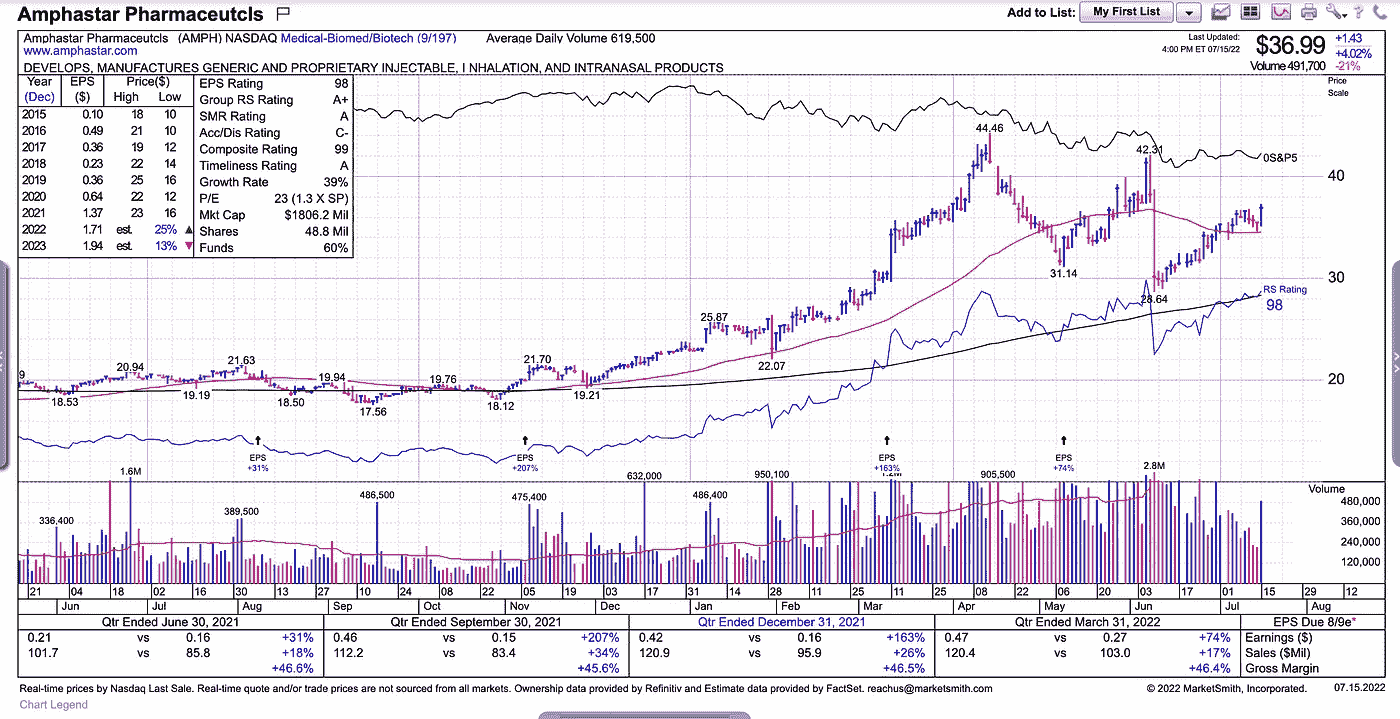 Amphastar Pharmaceutcls
Add to List: My First List
Amphastar Pharmaceutcls (AMPH) NASDAQ Medical-Biomed/Biotech (9/197) Average Daily Volume 619,500
www.amphastar.com
DEVELOPS, MANUFACTURES GENERIC AND PROPRIETARY INJECTABLE, I NHALATION, AND INTRANASAL PRODUCTS
Last Updated:
4:00 PM ET 07/15/22
$36.99
+1.43
+4.02%
Volume 491,700 -21%
Year EPS Price($)
(Dec) ($) High Low
2015 0.10 18 10
2016 0.49 21 10
2017 0.36 19 12
2018 0.23 22 14
2019 0.36 25 16
2020 0.64 22 12
2021 1.37 23 16
2022 1.71 est. 25%
2023 1.94 est. 13%
EPS Rating 98
Group RS Rating A+
SMR Rating A
Acc/Dis Rating C-
Composite Rating 99
Timeliness Rating A
Growth Rate 39%
P/E 23 (1.3 X SP)
Mkt Cap $1806.2 Mil
Shares 48.8 Mil
Funds 60%
Price
Scale
44.46
42.31
0S&P5
40
31.14
30
28.64
RS Rating
98
25.87
22.07
20
9
20.94
21.63
19.94
19.76
21.70
18.53
19.19
18.50
17.56
18.12
19.21
EPS
+31%
EPS
+207%
EPS
+163%
EPS
+74%
1.6M
632,000
950,100
905,500
2.8M
336,400
389,500
486,500
475,400
486,400
Volume
480,000
360,000
240,000
120,000
21 04 18 02 16 30 13 27 10 24 08 22 05 19 03 17 31 14 28 11 25 11 25 08 22 06 20 03 17 01 15 29 12
Jun Jul Aug Sep Oct Nov Dec Jan Feb Mar Apr May Jun Jul Aug
Qtr Ended June 30, 2021 Qtr Ended September 30, 2021 Qtr Ended December 31, 2021 Qtr Ended March 31, 2022 EPS Due 8/9e*
0.21 vs 0.16 +31% 0.46 vs 0.15 +207% 0.42 vs 0.16 +163% 0.47 vs 0.27 +74% Earnings ($)
101.7 vs 85.8 +18% 112.2 vs 83.4 +34% 120.9 vs 95.9 +26% 120.4 vs 103.0 +17% Sales ($Mil)
+46.6% +45.6% +46.5% +46.4% Gross Margin
Real-time prices by Nasdaq Last Sale. Real-time quote and/or trade prices are not sourced from all markets. Ownership data provided by Refinitiv and Estimate data provided by FactSet. reachus@marketsmith.com
© 2022 MarketSmith, Incorporated. 07.15.2022
Chart Legend